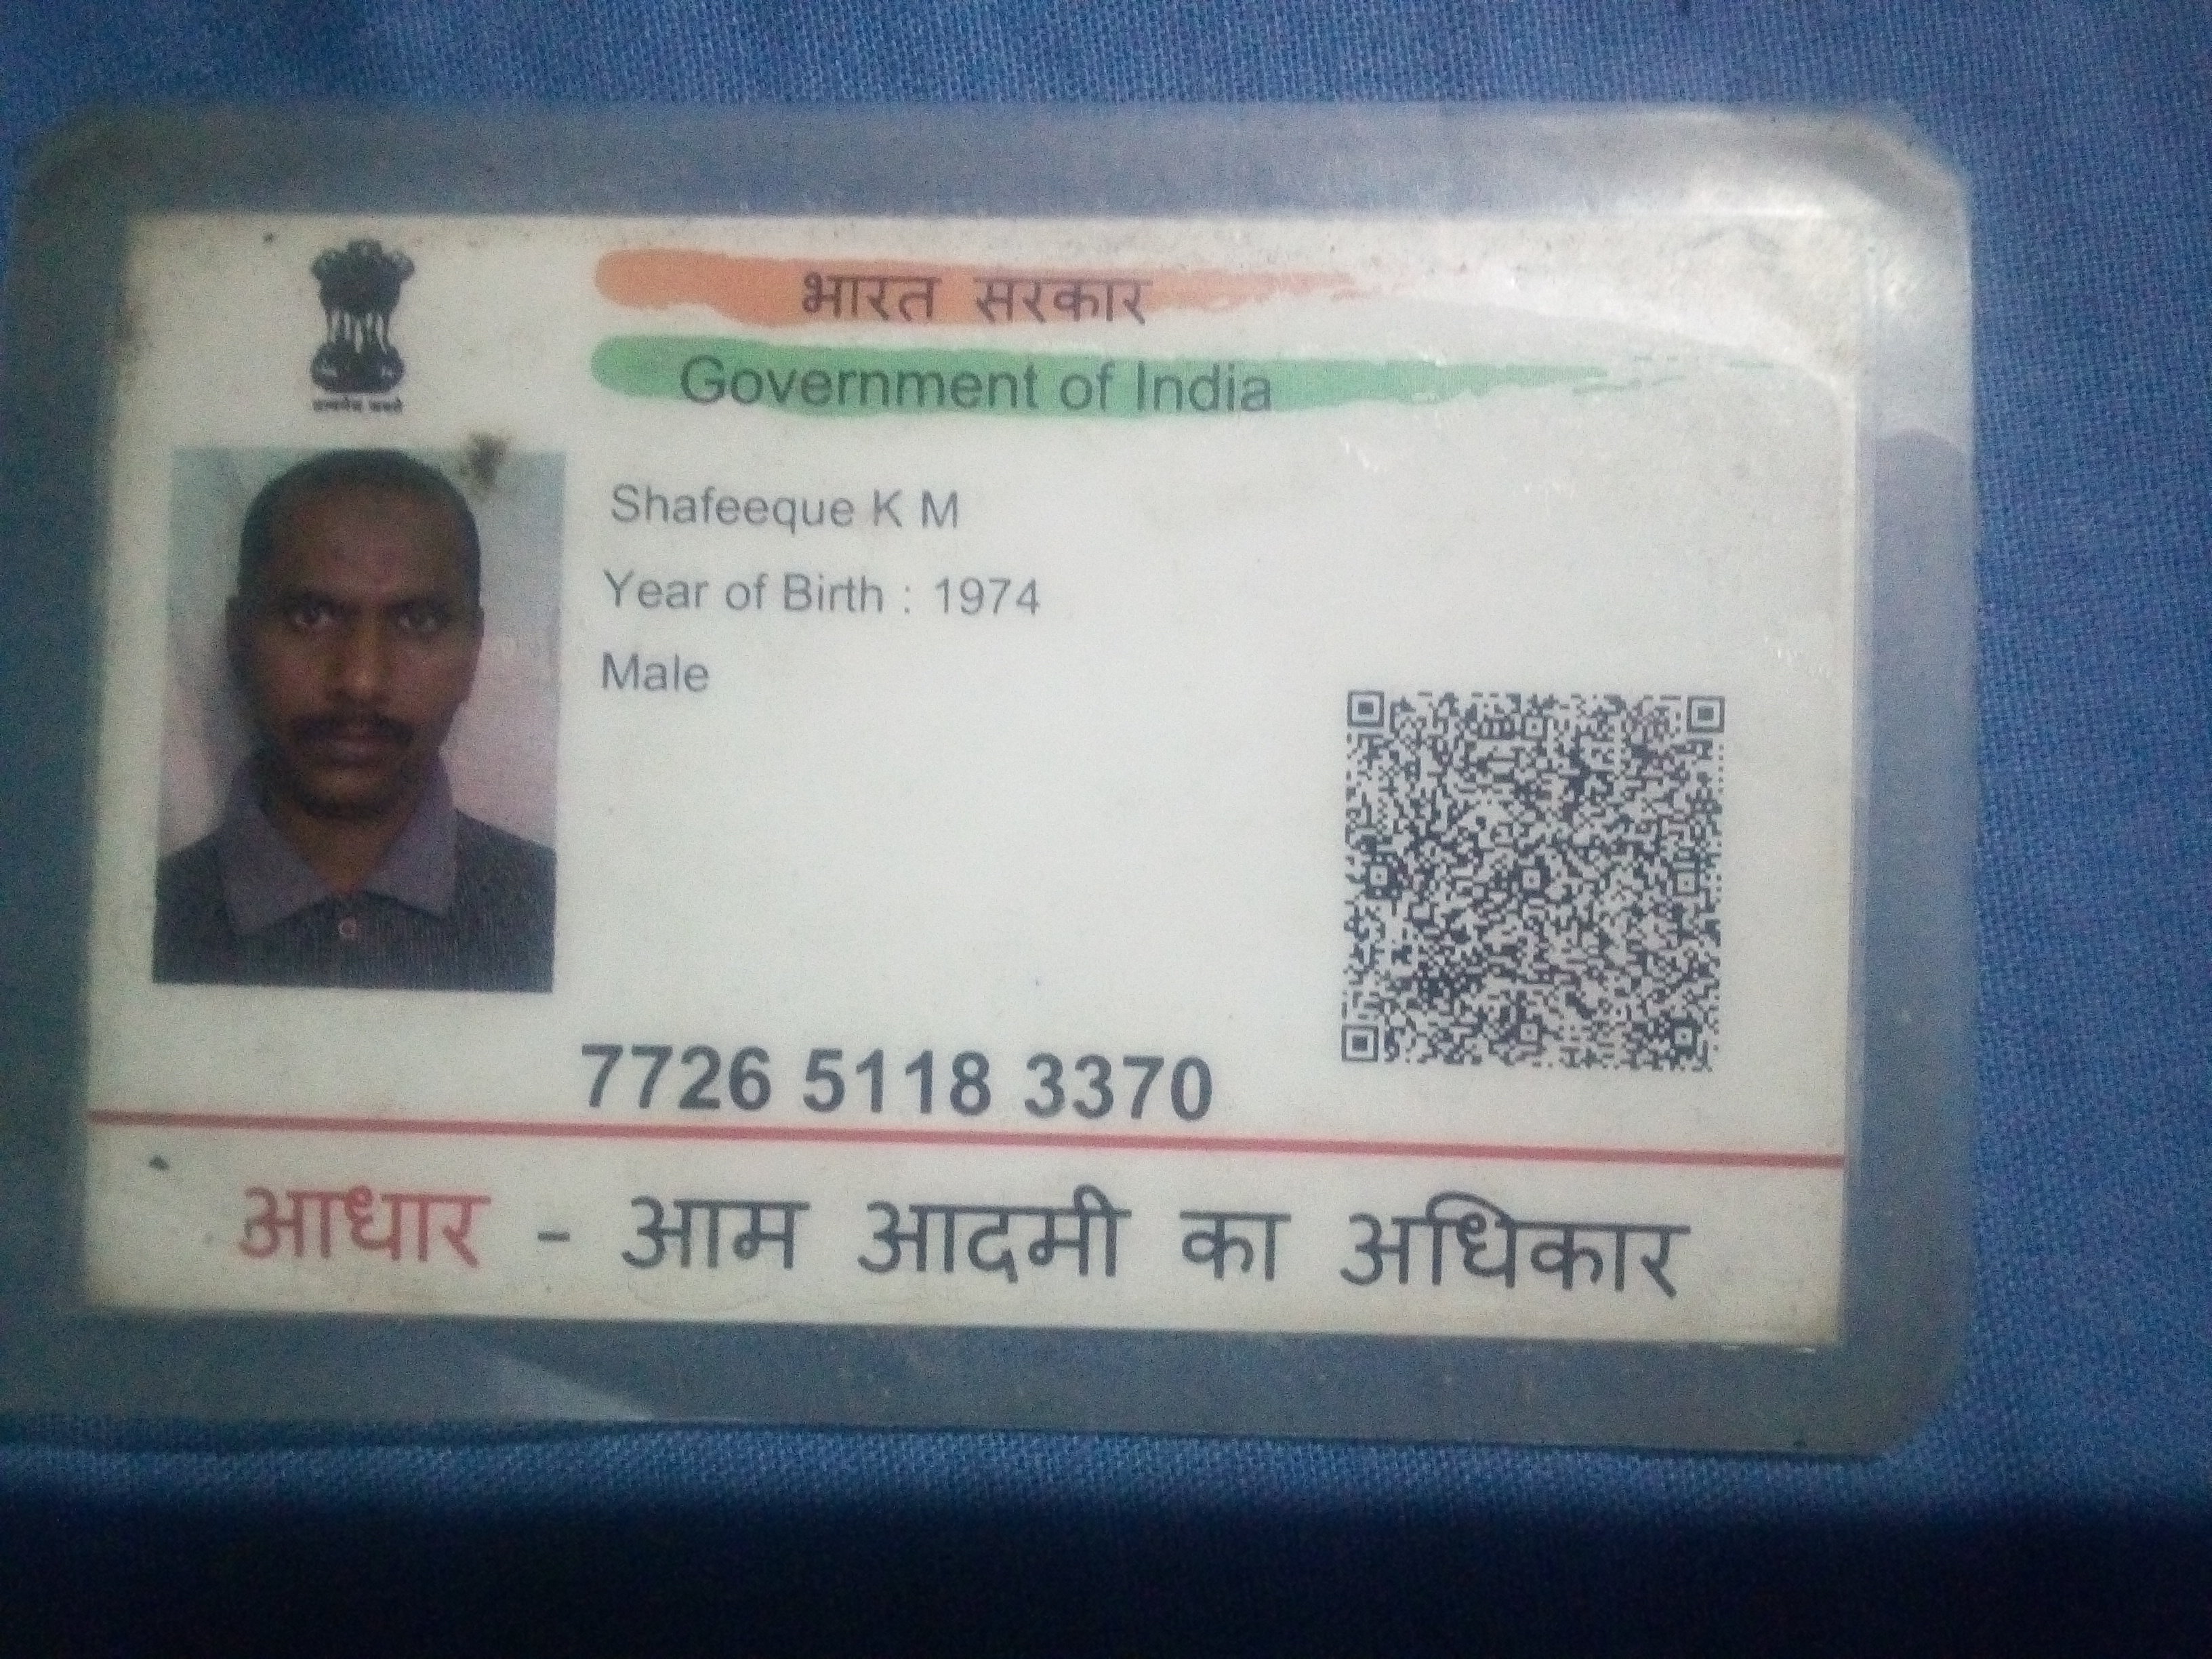 भारत सरकार
Government of India
Shafeeque K M
Year of Birth : 1974
Male
7726 5118 3370
आधार - आम आदमी का अधिकार